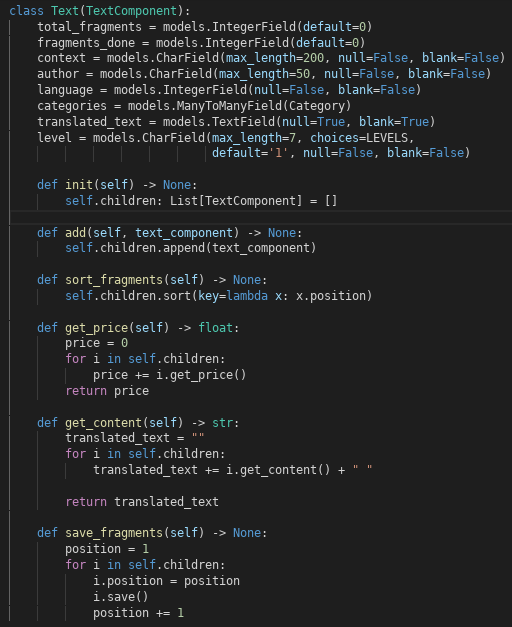 class Text(TextComponent):
    total_fragments = models.IntegerField(default=0)
    fragments_done = models.IntegerField(default=0)
    context = models.CharField(max_length=200, null=False, blank=False)
    author = models.CharField(max_length=50, null=False, blank=False)
    language = models.IntegerField(null=False, blank=False)
    categories = models.ManyToManyField(Category)
    translated_text = models.TextField(null=True, blank=True)
    level = models.CharField(max_length=7, choices=LEVELS,
                             default='1', null=False, blank=False)

    def init(self) -> None:
        self.children: List[TextComponent] = []

    def add(self, text_component) -> None:
        self.children.append(text_component)

    def sort_fragments(self) -> None:
        self.children.sort(key=lambda x: x.position)

    def get_price(self) -> float:
        price = 0
        for i in self.children:
            price += i.get_price()
        return price

    def get_content(self) -> str:
        translated_text = ""
        for i in self.children:
            translated_text += i.get_content() + " "

        return translated_text

    def save_fragments(self) -> None:
        position = 1
        for i in self.children:
            i.position = position
            i.save()
            position += 1